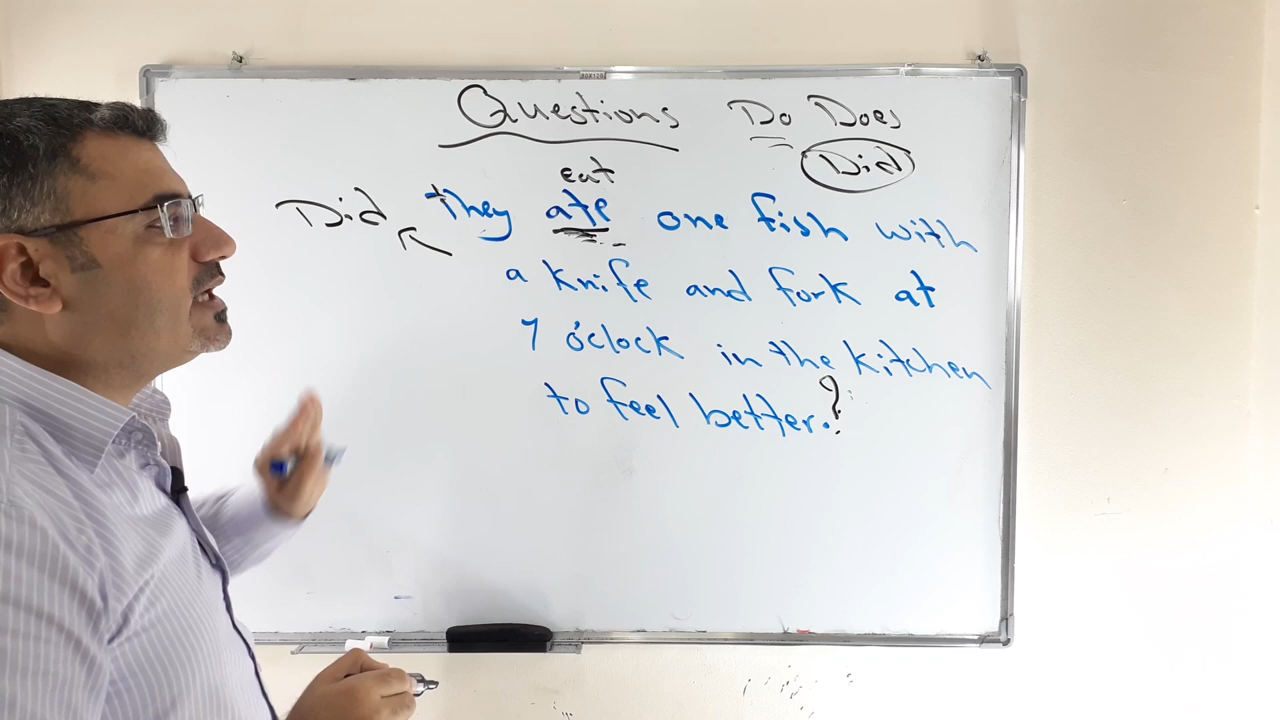 Questions Do Does
Did
eat
Did they ate one fish with
a knife and fork at
7 o'clock in the kitchen
to feel better.?